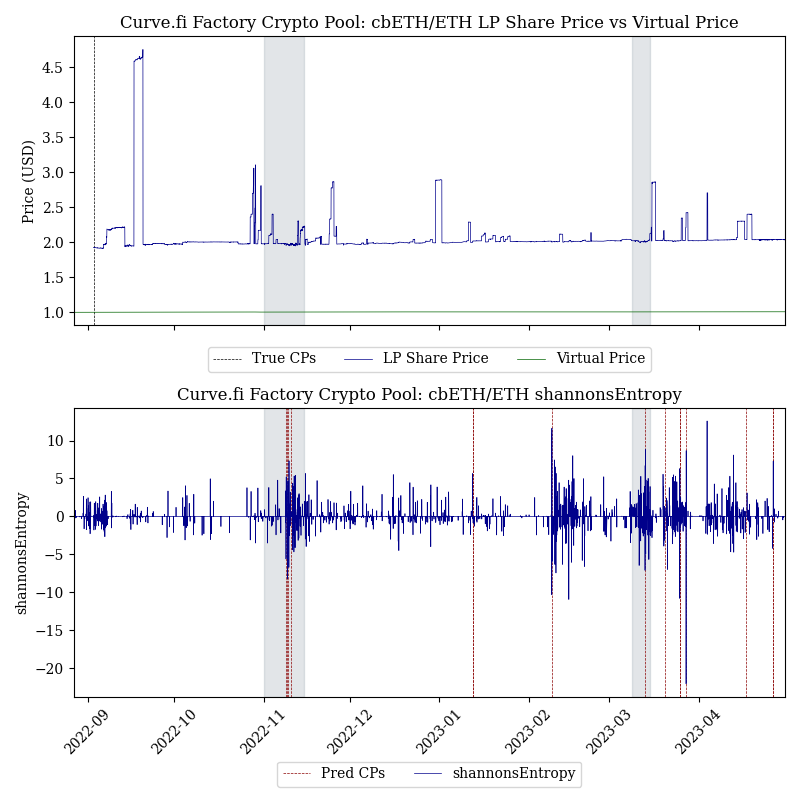 Curve.fi Factory Crypto Pool: cbETH/ETH LP Share Price vs Virtual Price
Price (USD)
4.5
4.0
3.5
3.0
2.5
2.0
1.5
1.0
True CPs LP Share Price Virtual Price
Curve.fi Factory Crypto Pool: cbETH/ETH shannonsEntropy
shannonsEntropy
10
5
0
−5
−10
−15
−20
2022-09 2022-10 2022-11 2022-12 2023-01 2023-02 2023-03 2023-04
Pred CPs shannonsEntropy